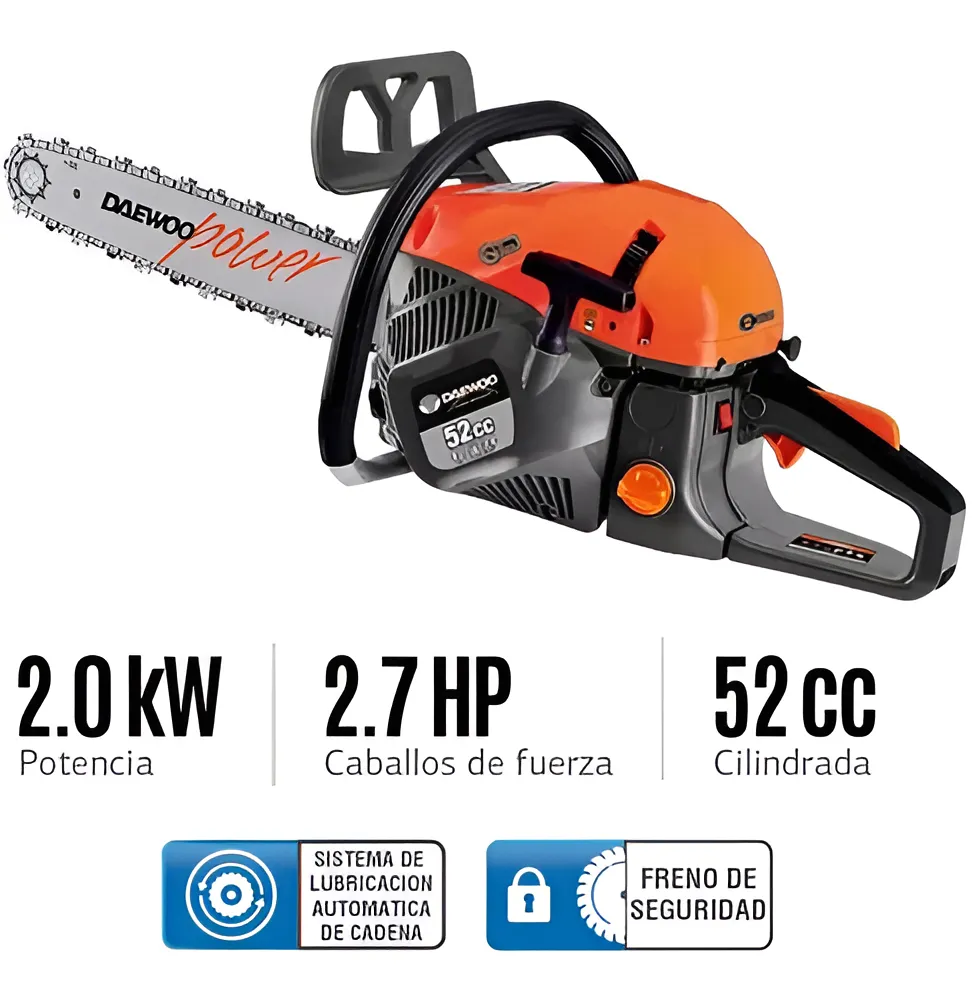 DAEWOO power
DAEWOO
52cc
2.0 kW
Potencia
2.7 HP
Caballos de fuerza
52 cc
Cilindrada
SISTEMA DE
LUBRICACION
AUTOMATICA
DE CADENA
FRENO DE
SEGURIDAD